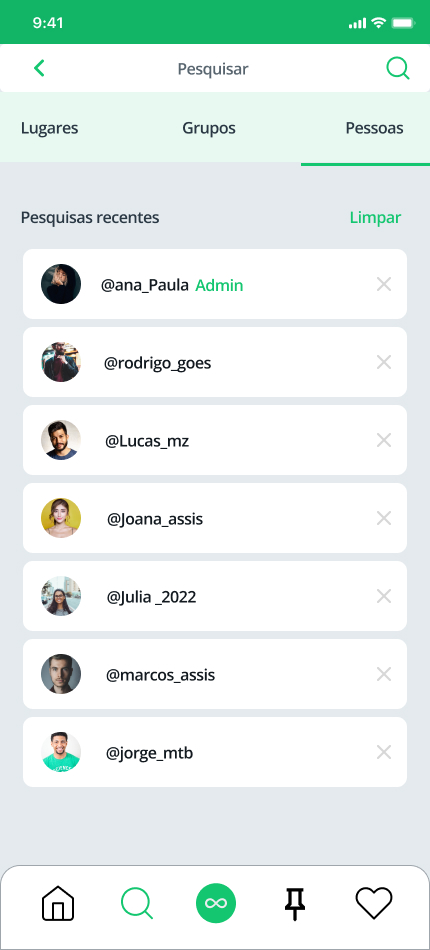 9:41
Pesquisar
Lugares Grupos Pessoas
Pesquisas recentes Limpar
@ana_Paula Admin
@rodrigo_goes
@Lucas_mz
@Joana_assis
@Julia _2022
@marcos_assis
@jorge_mtb